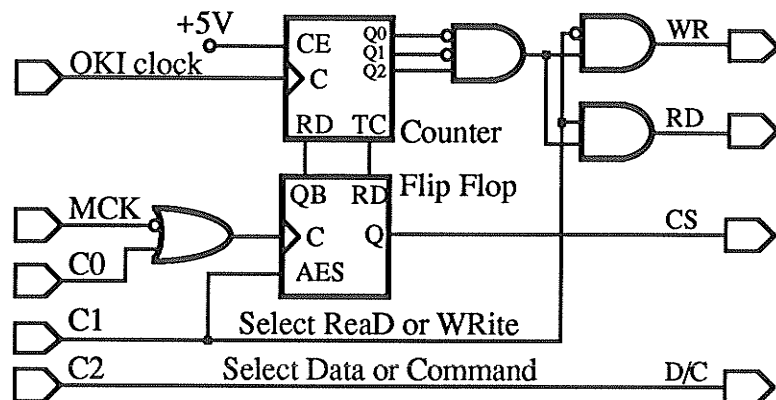 +5V
CE
Q0
Q1
Q2
WR
OKI clock
C
RD
TC
Counter
RD
QB
RD
Flip Flop
MCK
C
Q
CS
C0
AES
C1
Select ReaD or WRite
C2
Select Data or Command
D/C